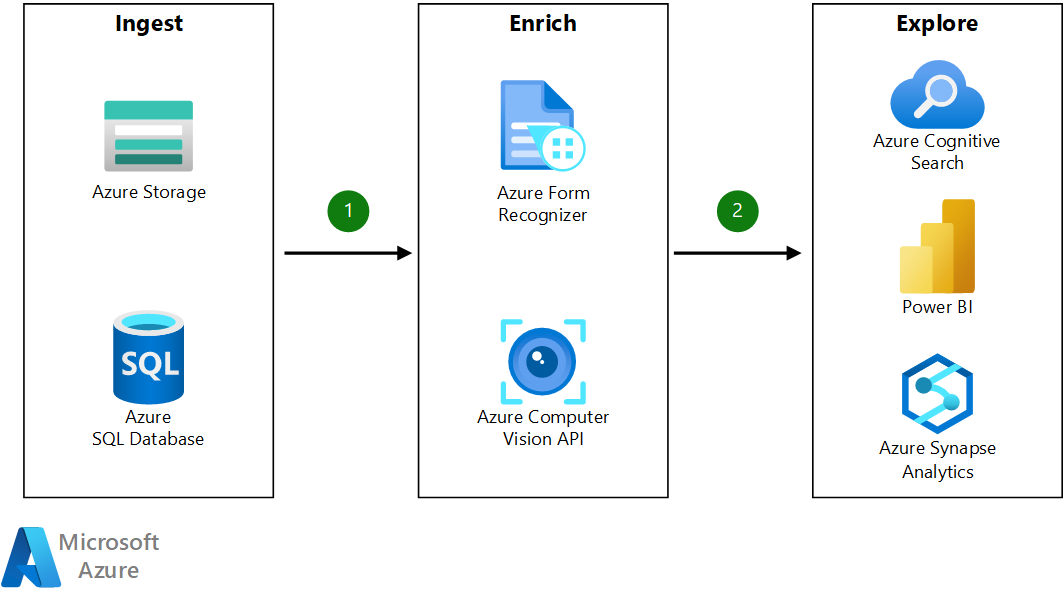 Ingest
Azure Storage
SQL
Azure
SQL Database
1
Enrich
Azure Form
Recognizer
Azure Computer
Vision API
2
Explore
Azure Cognitive
Search
Power BI
Azure Synapse
Analytics
Microsoft
Azure